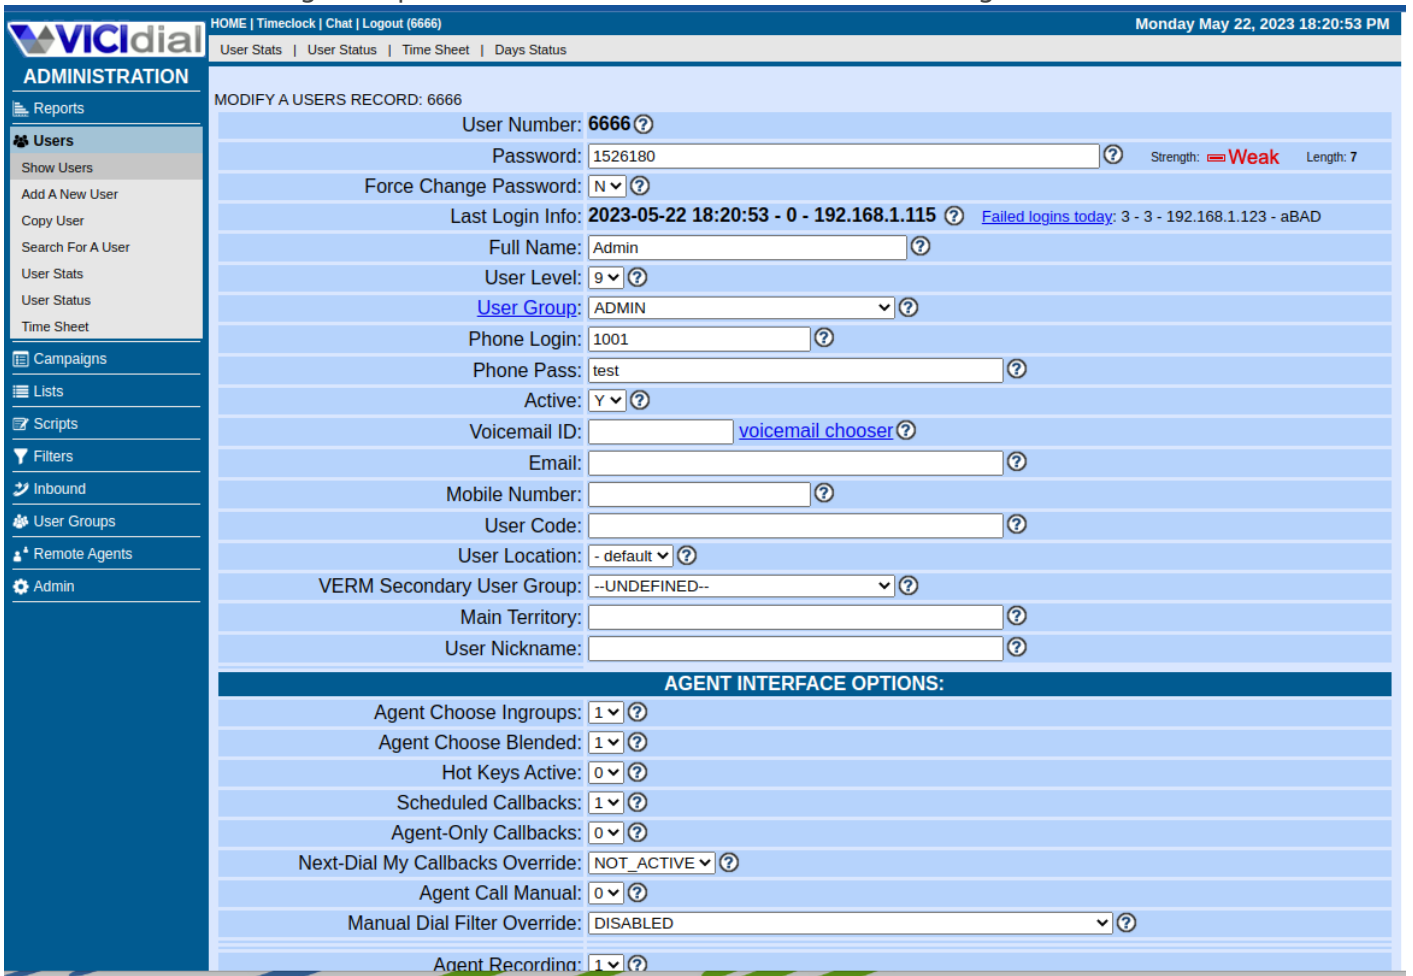 HOME | Timeclock | Chat | Logout (6666)
Monday May 22, 2023 18:20:53 PM
VICIdial
User Stats | User Status | Time Sheet | Days Status
ADMINISTRATION
Reports
Users
Show Users
Add A New User
Copy User
Search For A User
User Stats
User Status
Time Sheet
Campaigns
Lists
Scripts
Filters
Inbound
User Groups
Remote Agents
Admin
MODIFY A USERS RECORD: 6666
User Number: 6666
Password: 1526180 Strength: Weak Length: 7
Force Change Password: N
Last Login Info: 2023-05-22 18:20:53 - 0 - 192.168.1.115 Failed logins today: 3 - 3 - 192.168.1.123 - aBAD
Full Name: Admin
User Level: 9
User Group: ADMIN
Phone Login: 1001
Phone Pass: test
Active: Y
Voicemail ID: voicemail chooser
Email:
Mobile Number:
User Code:
User Location: - default
VERM Secondary User Group: --UNDEFINED--
Main Territory:
User Nickname:
AGENT INTERFACE OPTIONS:
Agent Choose Ingroups: 1
Agent Choose Blended: 1
Hot Keys Active: 0
Scheduled Callbacks: 1
Agent-Only Callbacks: 0
Next-Dial My Callbacks Override: NOT_ACTIVE
Agent Call Manual: 0
Manual Dial Filter Override: DISABLED
Agent Recording: 1